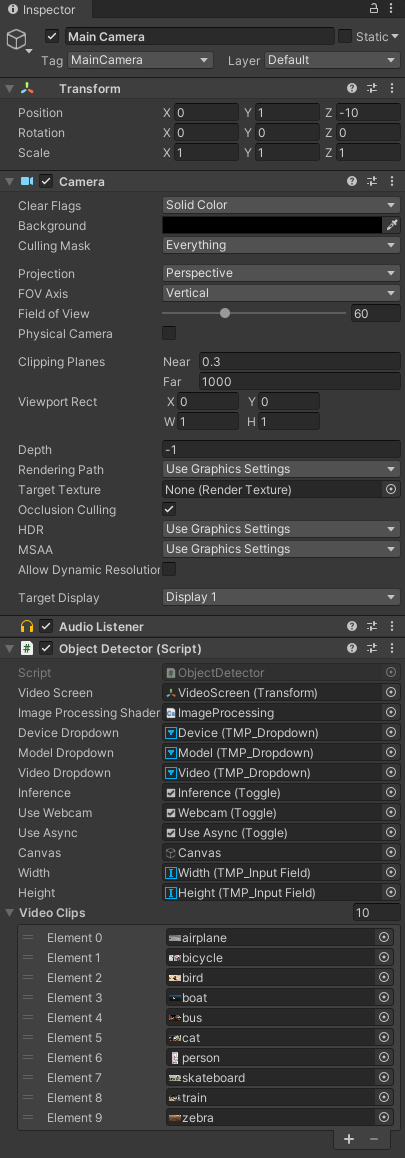 Inspector
Main Camera Static
Tag MainCamera Layer Default
Transform
Position X 0 Y 1 Z -10
Rotation X 0 Y 0 Z 0
Scale X 1 Y 1 Z 1
Camera
Clear Flags Solid Color
Background
Culling Mask Everything
Projection Perspective
FOV Axis Vertical
Field of View 60
Physical Camera
Clipping Planes Near 0.3
Far 1000
Viewport Rect X 0 Y 0
W 1 H 1
Depth -1
Rendering Path Use Graphics Settings
Target Texture None (Render Texture)
Occlusion Culling
HDR Use Graphics Settings
MSAA Use Graphics Settings
Allow Dynamic Resolution
Target Display Display 1
Audio Listener
# Object Detector (Script)
Script # ObjectDetector
Video Screen VideoScreen (Transform)
Image Processing Shader ImageProcessing
Device Dropdown Device (TMP_Dropdown)
Model Dropdown Model (TMP_Dropdown)
Video Dropdown Video (TMP_Dropdown)
Inference Inference (Toggle)
Use Webcam Webcam (Toggle)
Use Async Use Async (Toggle)
Canvas Canvas
Width Width (TMP_Input Field)
Height Height (TMP_Input Field)
Video Clips 10
Element 0 airplane
Element 1 bicycle
Element 2 bird
Element 3 boat
Element 4 bus
Element 5 cat
Element 6 person
Element 7 skateboard
Element 8 train
Element 9 zebra
+ −